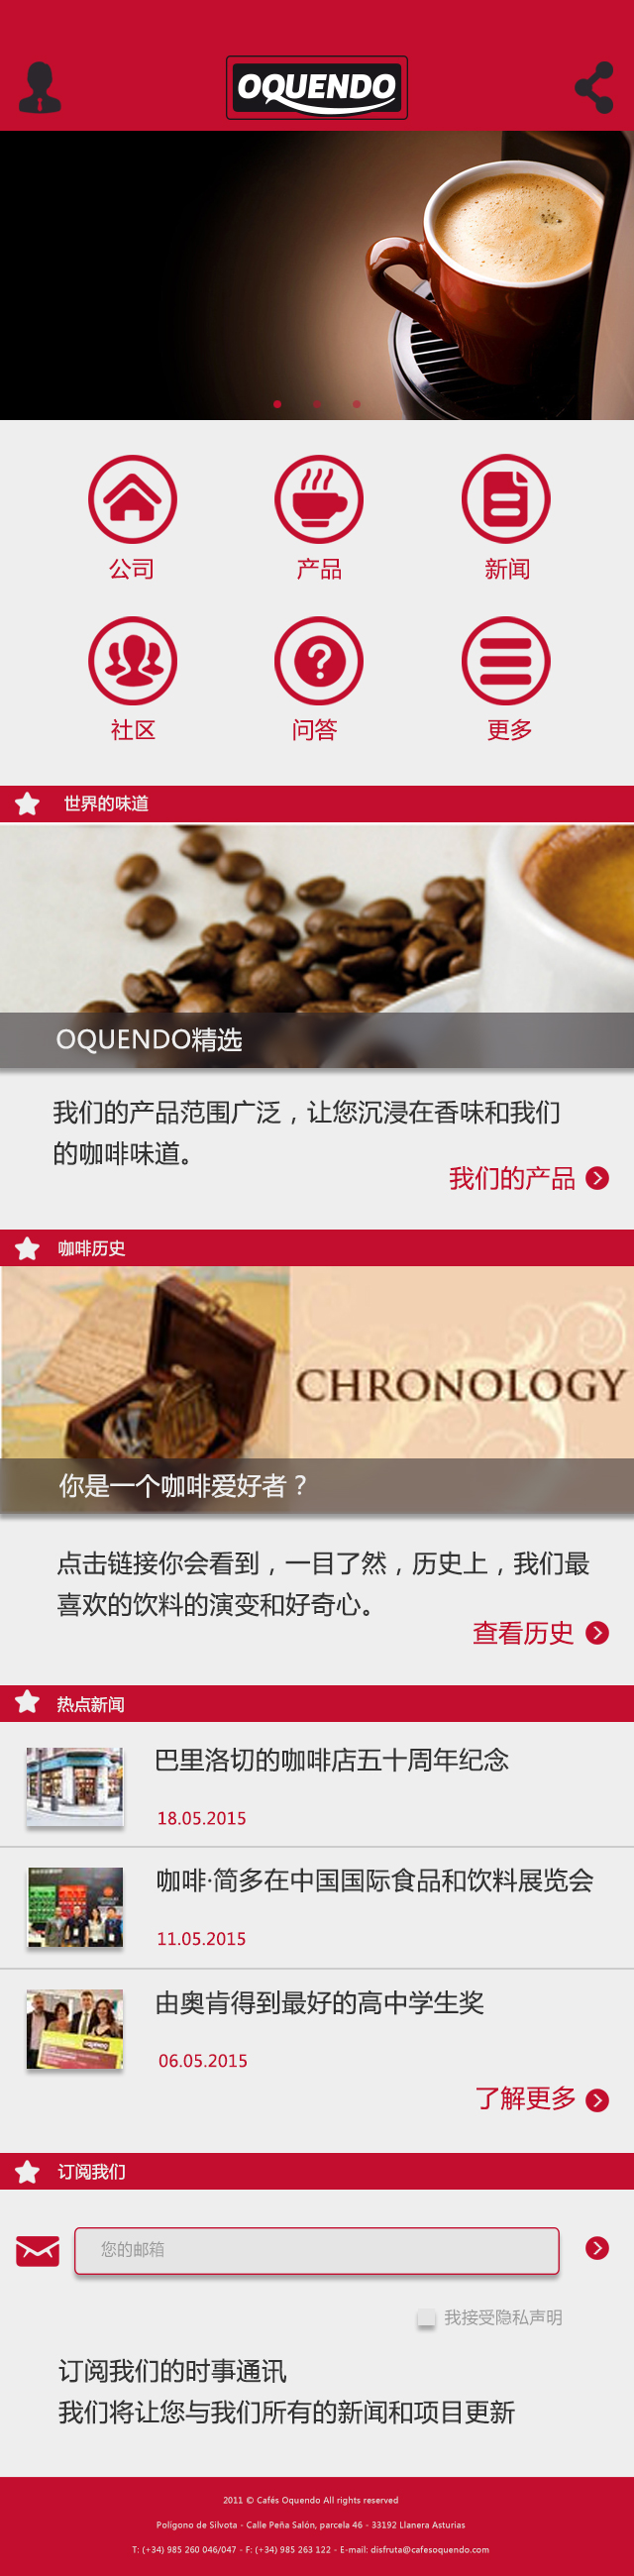 OQUENDO
公司
产品
新闻
社区
问答
更多
世界的味道
OQUENDO精选
我们的产品范围广泛，让您沉浸在香味和我们
的咖啡味道。
我们的产品
咖啡历史
CHRONOLOGY
你是一个咖啡爱好者？
点击链接你会看到，一目了然，历史上，我们最
喜欢的饮料的演变和好奇心。
查看历史
热点新闻
巴里洛切的咖啡店五十周年纪念
18.05.2015
咖啡·简多在中国国际食品和饮料展览会
11.05.2015
由奥肯得到最好的高中学生奖
06.05.2015
了解更多
订阅我们
您的邮箱
我接受隐私声明
订阅我们的时事通讯
我们将让您与我们所有的新闻和项目更新
2011 © Cafés Oquendo All rights reserved
Polígono de Silvota - Calle Peña Salón, parcela 46 - 33192 Llanera Asturias
T: (+34) 985 260 046/047 - F: (+34) 985 263 122 - E-mail: disfruta@cafesoquendo.com